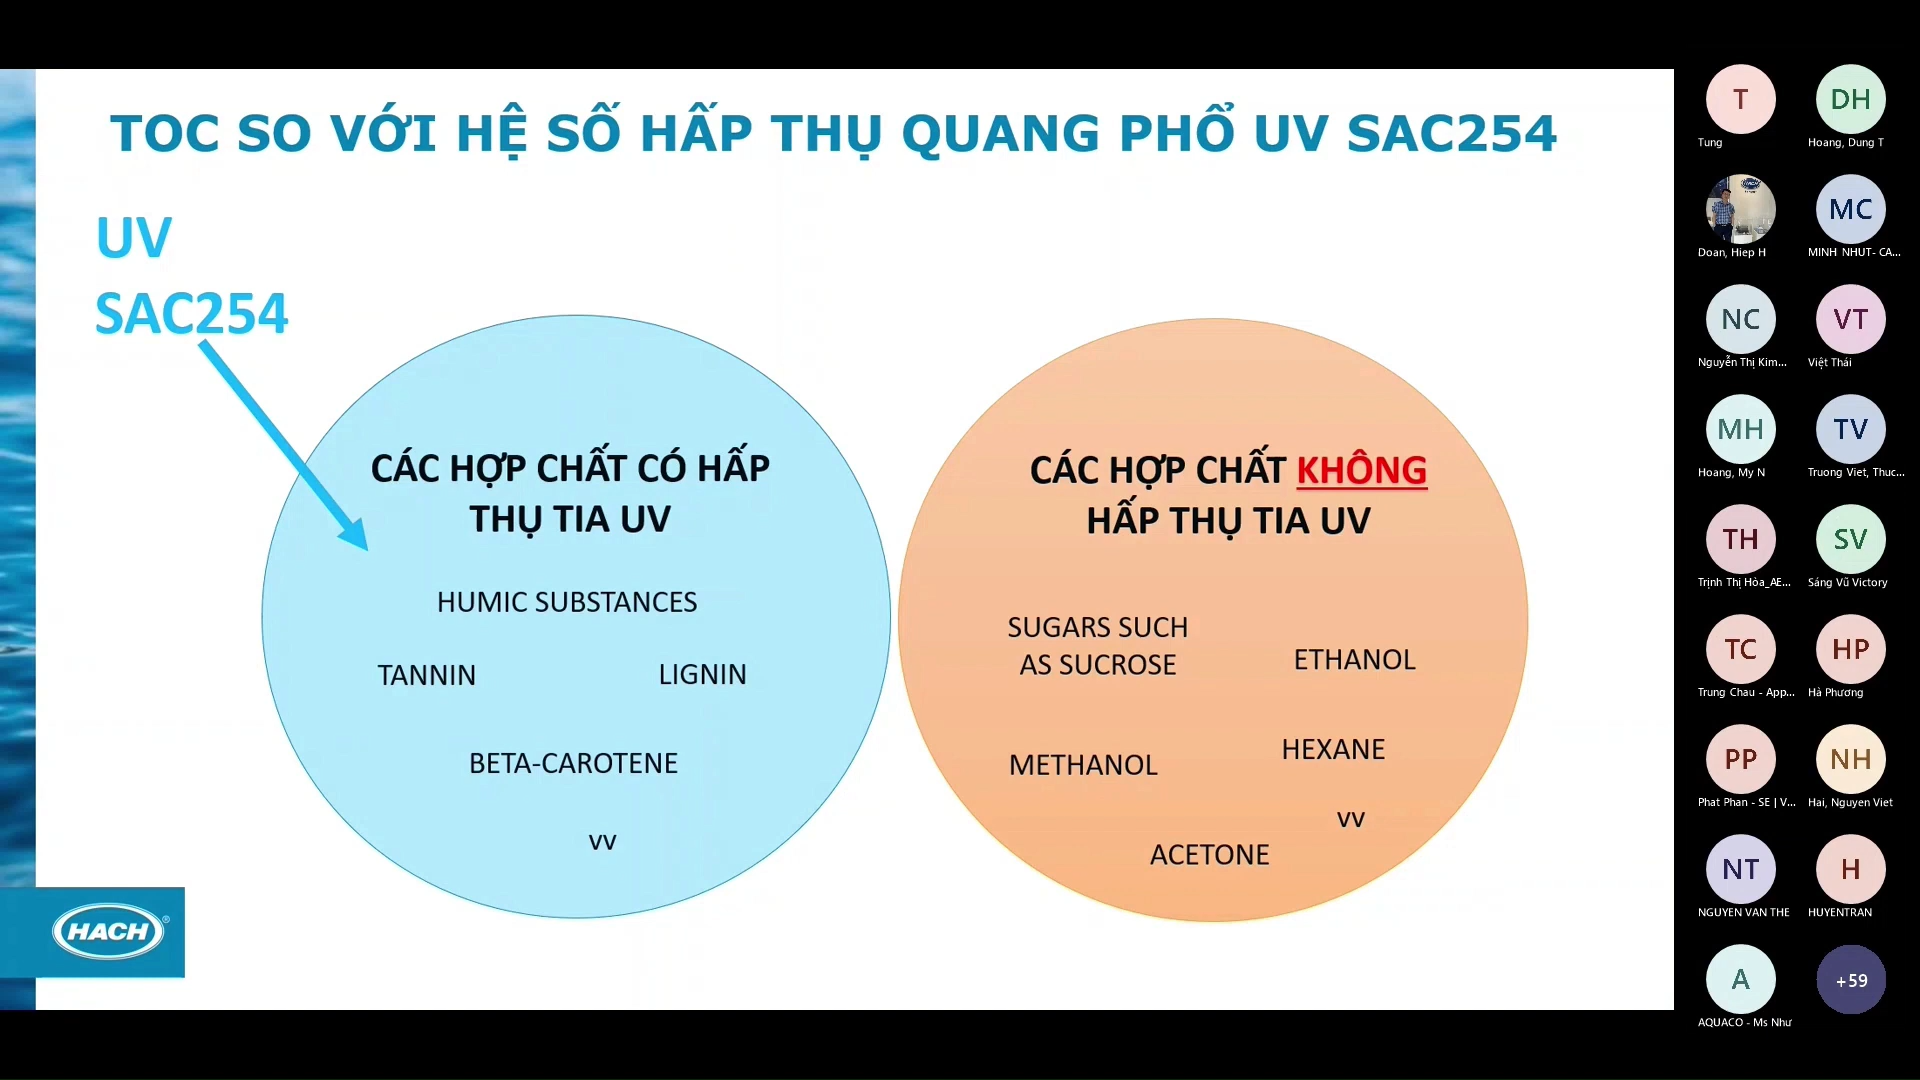 TOC SO VỚI HỆ SỐ HẤP THỤ QUANG PHỔ UV SAC254
UV
SAC254
CÁC HỢP CHẤT CÓ HẤP
THỤ TIA UV
HUMIC SUBSTANCES
TANNIN
LIGNIN
BETA-CAROTENE
vv
CÁC HỢP CHẤT KHÔNG
HẤP THỤ TIA UV
SUGARS SUCH
AS SUCROSE
ETHANOL
METHANOL
HEXANE
vv
ACETONE
HACH®
T
Tung
DH
Hoang, Dung T
HACH
Doan, Hiep H
MC
MINH NHUT- CA...
NC
Nguyễn Thị Kim...
VT
Việt Thái
MH
Hoang, My N
TV
Truong Viet, Thuc...
TH
Trịnh Thị Hòa_AE...
SV
Sáng Vũ Victory
TC
Trung Chau - App...
HP
Hà Phương
PP
Phat Phan - SE | V...
NH
Hai, Nguyen Viet
NT
NGUYEN VAN THE
H
HUYENTRAN
A
AQUACO - Ms Như
+59